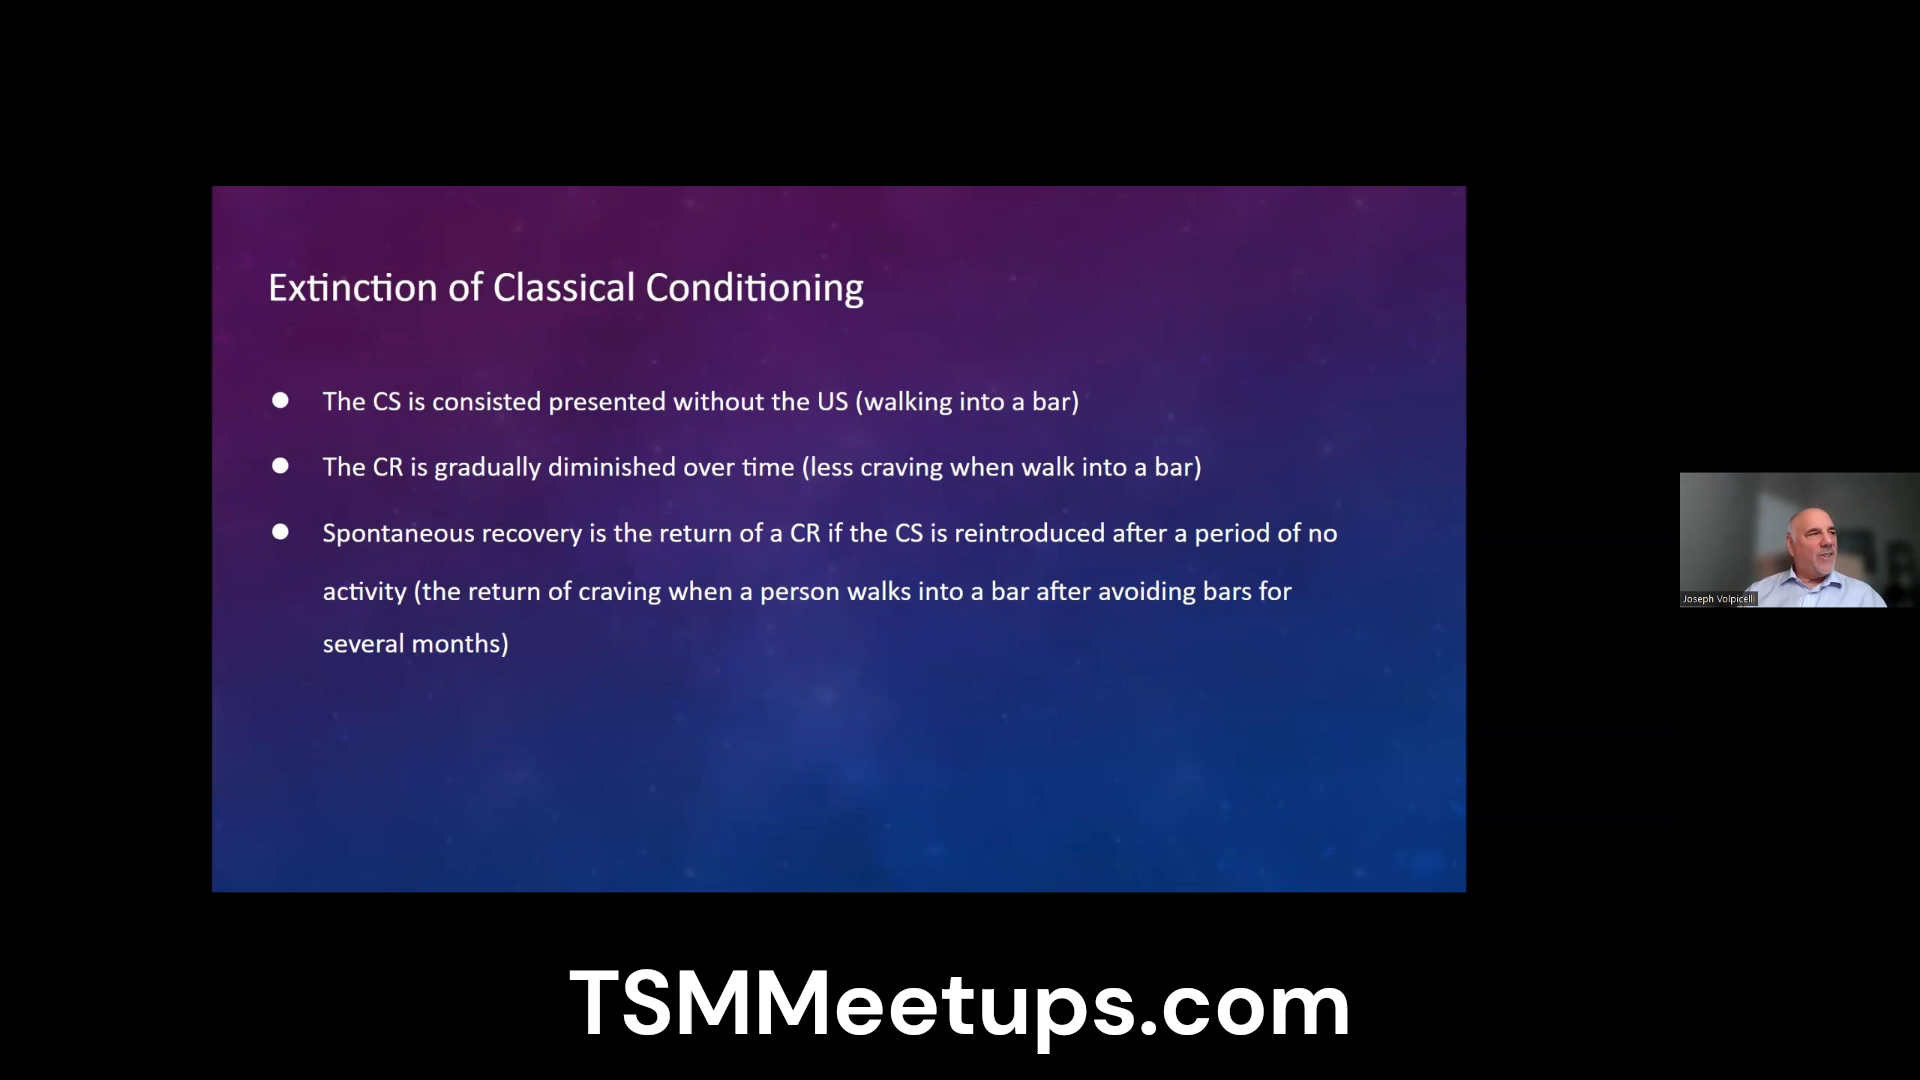 Extinction of Classical Conditioning
● The CS is consisted presented without the US (walking into a bar)
● The CR is gradually diminished over time (less craving when walk into a bar)
● Spontaneous recovery is the return of a CR if the CS is reintroduced after a period of no
activity (the return of craving when a person walks into a bar after avoiding bars for
several months)
Joseph Volpicelli
TSMMeetups.com